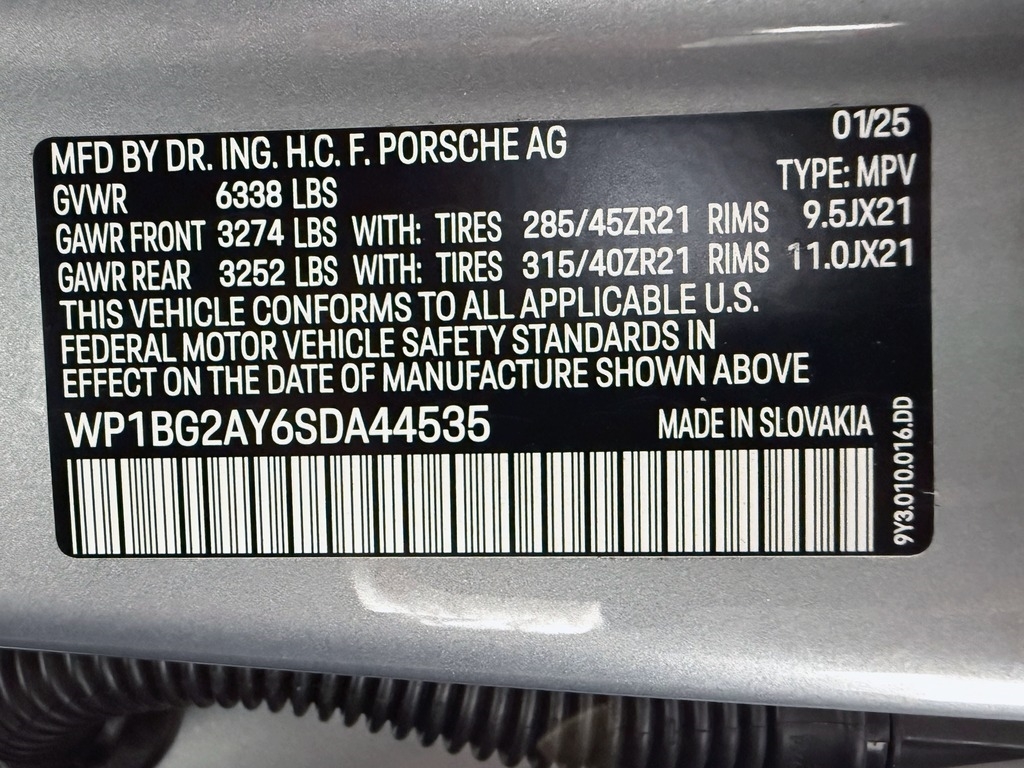 01/25
MFD BY DR. ING. H.C. F. PORSCHE AG
TYPE: MPV
GVWR 6338 LBS
GAWR FRONT 3274 LBS WITH: TIRES 285/45ZR21 RIMS 9.5JX21
GAWR REAR 3252 LBS WITH: TIRES 315/40ZR21 RIMS 11.0JX21
THIS VEHICLE CONFORMS TO ALL APPLICABLE U.S.
FEDERAL MOTOR VEHICLE SAFETY STANDARDS IN
EFFECT ON THE DATE OF MANUFACTURE SHOWN ABOVE
WP1BG2AY6SDA44535 MADE IN SLOVAKIA
9Y3.010.016.DD